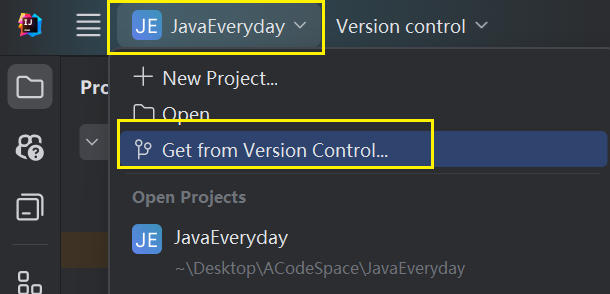 IJ
JE JavaEveryday Version control
Pro
New Project...
Open
Get from Version Control...
Open Projects
JE JavaEveryday
~\Desktop\ACodeSpace\JavaEveryday